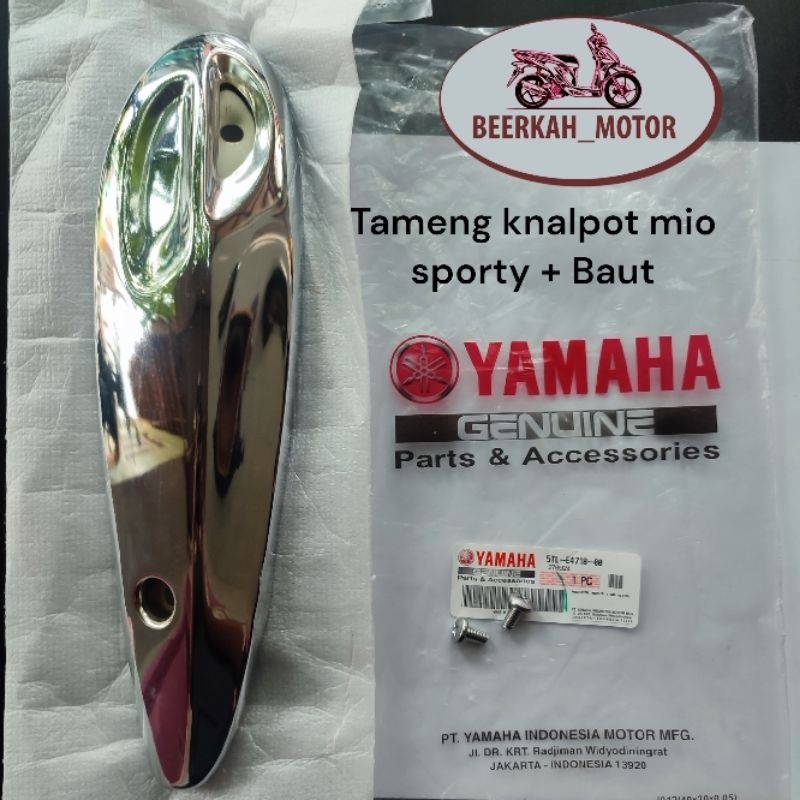 BEERKAH_MOTOR
Tameng knalpot mio
sporty + Baut
YAMAHA
GENUINE
Parts & Accessories
YAMAHA
GENUINE
Parts & Accessories
5TL-E4718-00
1 PC
PT. YAMAHA INDONESIA MOTOR MFG.
Jl. DR. KRT. Radjiman Widyodiningrat
JAKARTA - INDONESIA 13920